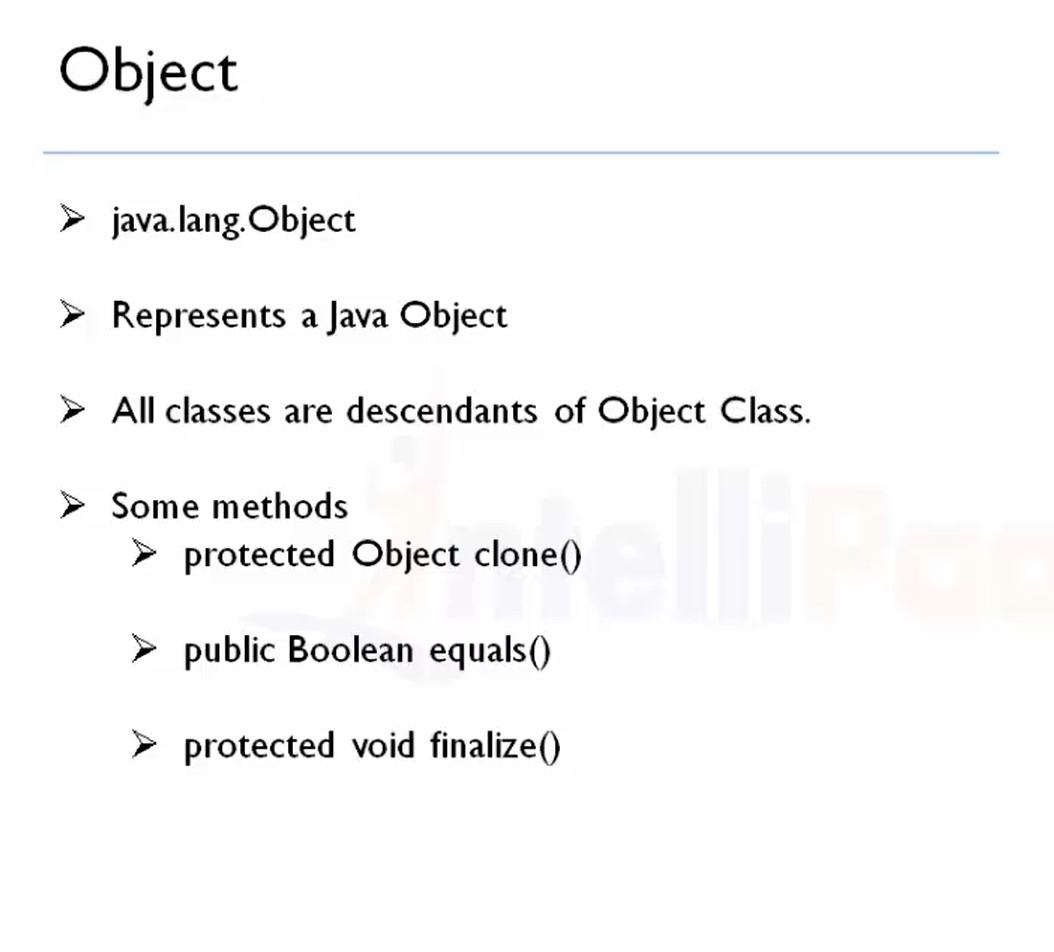 Object
java.lang.Object
Represents a Java Object
All classes are descendants of Object Class.
Some methods
protected Object clone()
public Boolean equals()
protected void finalize()